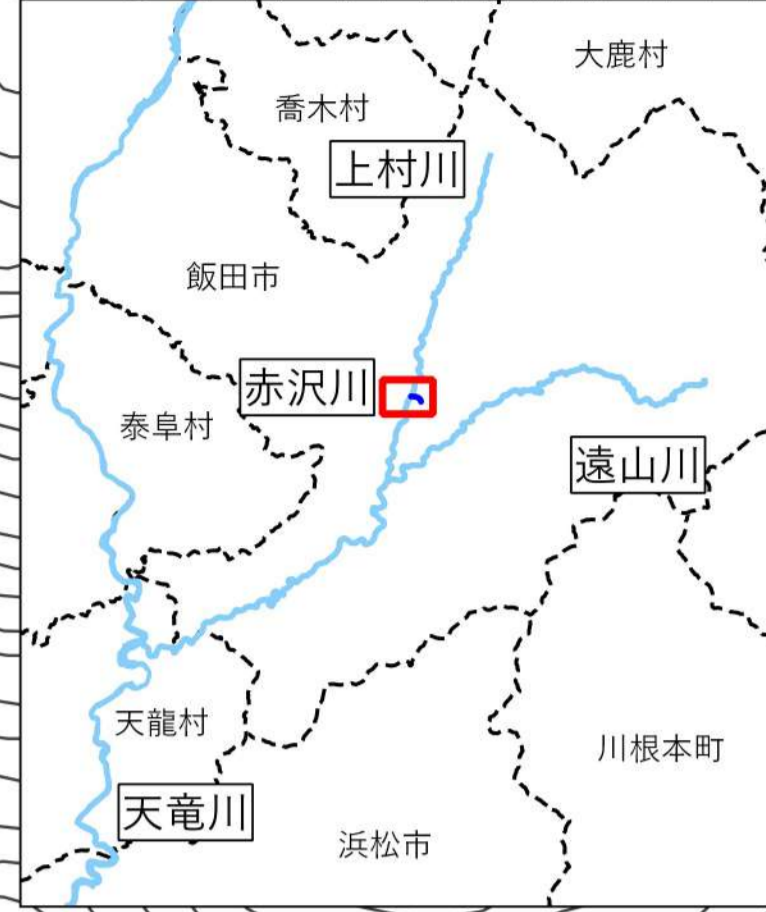 大鹿村
喬木村
上村川
飯田市
赤沢川
泰阜村
遠山川
天龍村
川根本町
天竜川
浜松市